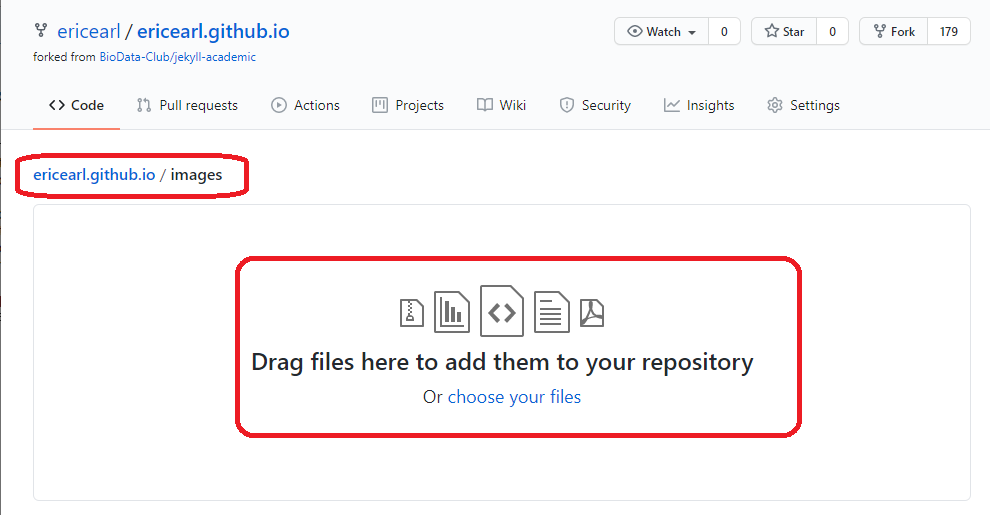 ericearl / ericearl.github.io
Watch 0 Star 0 Fork 179
forked from BioData-Club/jekyll-academic
Code Pull requests Actions Projects Wiki Security Insights Settings
ericearl.github.io / images
Drag files here to add them to your repository
Or choose your files